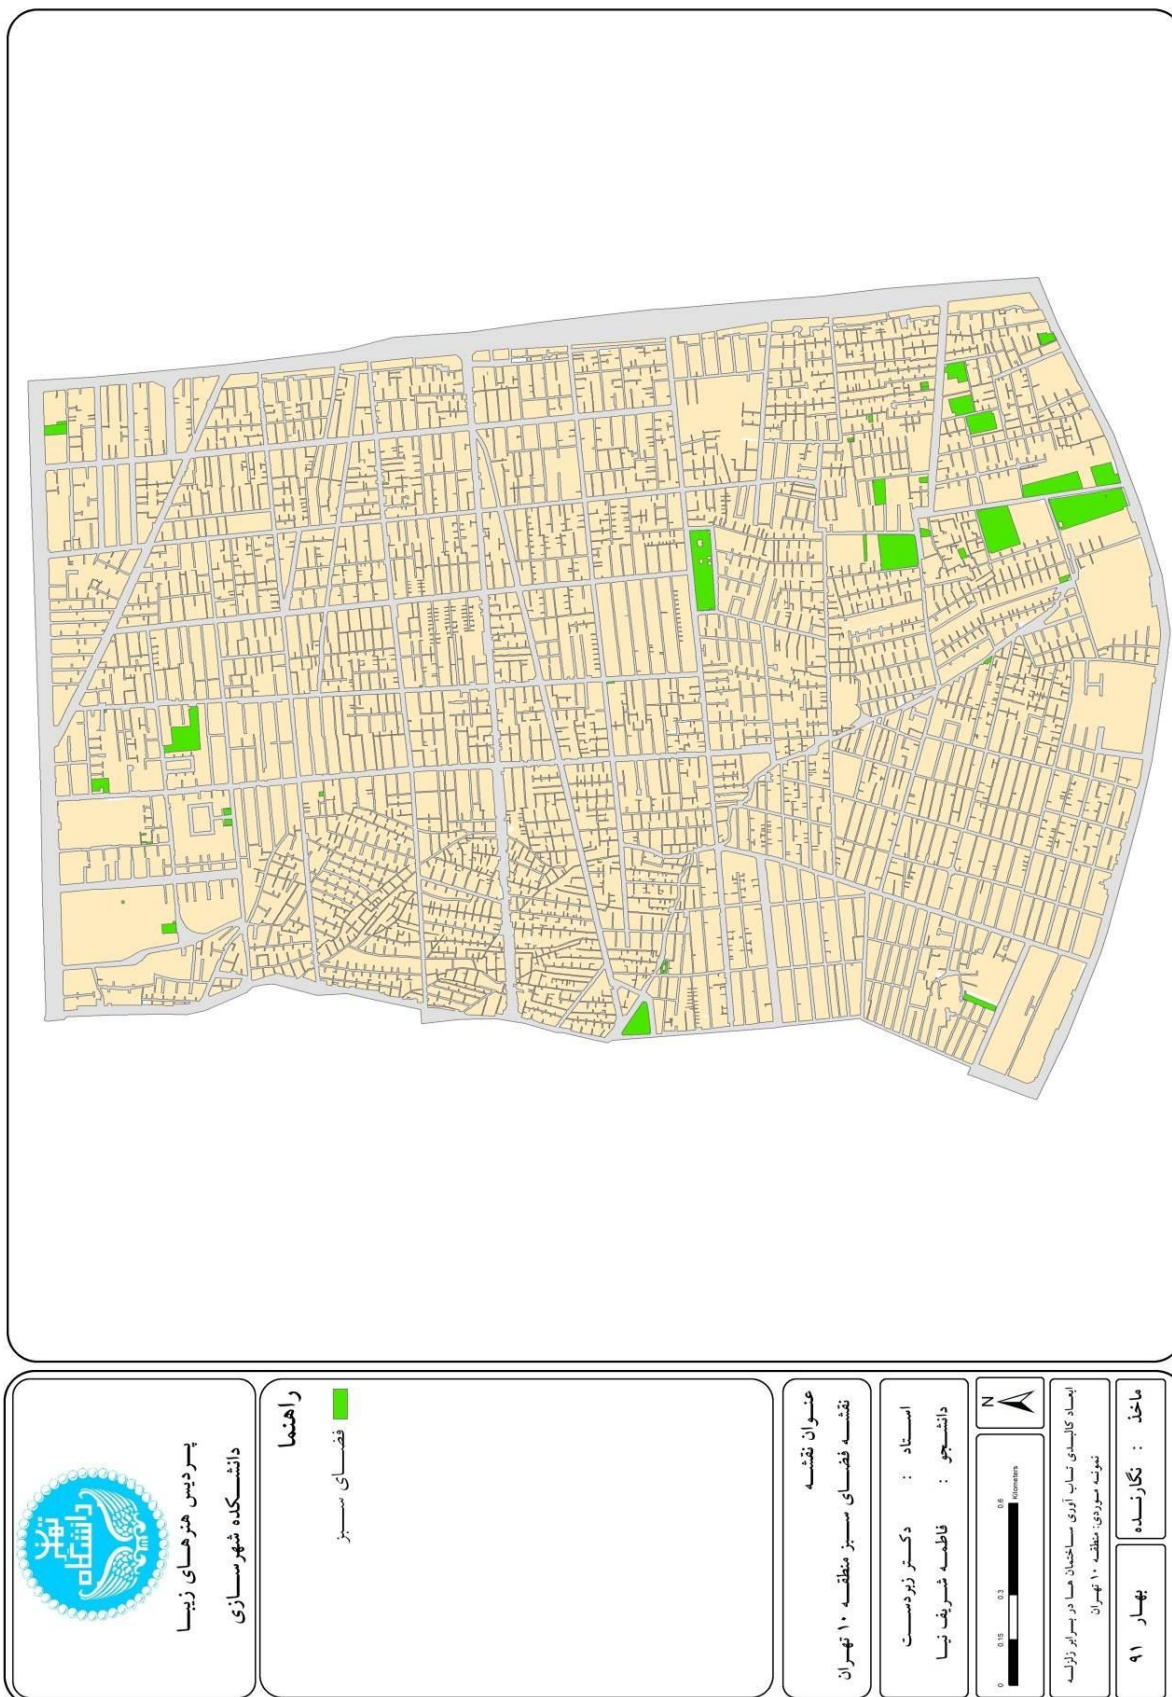 دانشگاه
تهران
پردیس هنرهای زیبا
دانشکده شهرسازی
راهنما
فضای سبز
عنوان نقشه
نقشه فضای سبز منطقه ۱۰ تهران
استاد : دکتر زبردست
دانشجو : فاطمه شریف نیا
N
0 0.15 0.3 0.6
Kilometers
ابعاد کالبدی تاب آوری ساختمان ها در برابر زلزله
نمونه موردی: منطقه ۱۰ تهران
ماخذ : نگارنده
بهار ۹۱